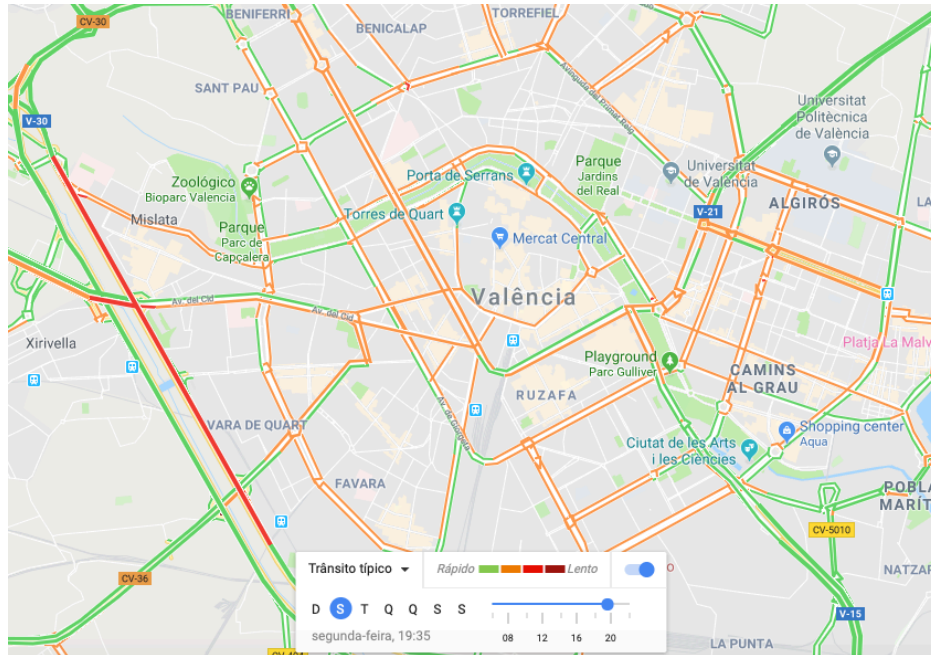 CV-30
BENIFERRI
TORREFIEL
BENICALAP
Avinguda del Primat Reig
SANT PAU
V-30
Universitat
Politècnica
de València
Zoológico
Bioparc Valencia
Porta de Serrans
Parque
Jardins
del Real
Universitat
de València
Torres de Quart
V-21
ALGIRÓS
LA
Mislata
Parque
Parc de
Capçalera
Mercat Central
València
Av. del Cid
Av. del Cid
Xirivella
Playground
Parc Gulliver
Platja La Malv
CAMINS
AL GRAU
RUZAFA
VARA DE QUART
Av. de Giorgeta
Shopping center
Aqua
Ciutat de les Arts
i les Ciències
FAVARA
POBLA
MARÍT
CV-5010
CV-36
NATZAR
V-15
LA PUNTA
Trânsito típico
Rápido
Lento
D S T Q Q S S
segunda-feira, 19:35
08 12 16 20